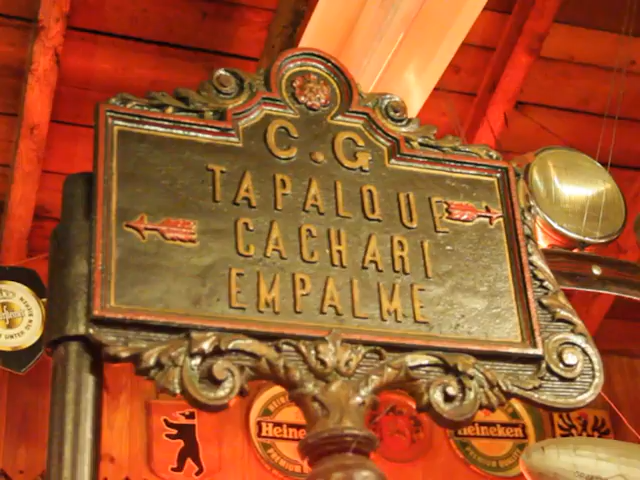 C.G
TAPALQUE
CACHARI
EMPALME
Heineken
Heineken